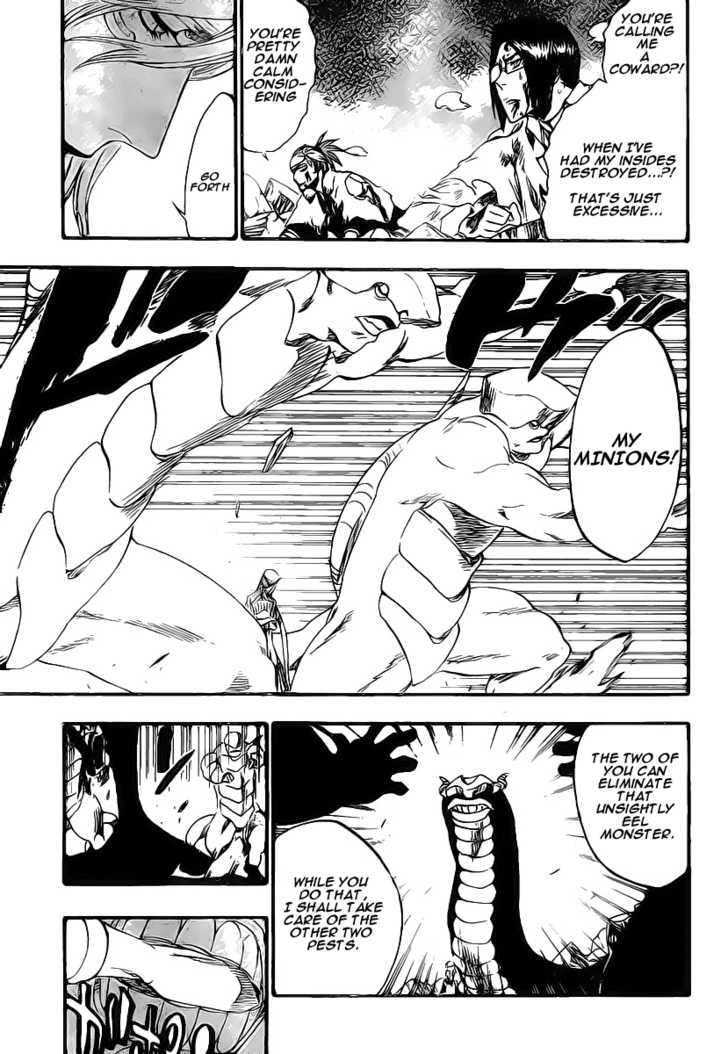 YOU'RE
CALLING
ME
A
COWARD?!
WHEN I'VE
HAD MY INSIDES
DESTROYED...?!
THAT'S JUST
EXCESSIVE...
YOU'RE
PRETTY
DAMN
CALM
CONSID-
ERING
GO
FORTH
MY
MINIONS!
THE TWO OF
YOU CAN
ELIMINATE
THAT
UNSIGHTLY
EEL
MONSTER.
WHILE YOU
DO THAT,
I SHALL TAKE
CARE OF THE
OTHER TWO
PESTS.